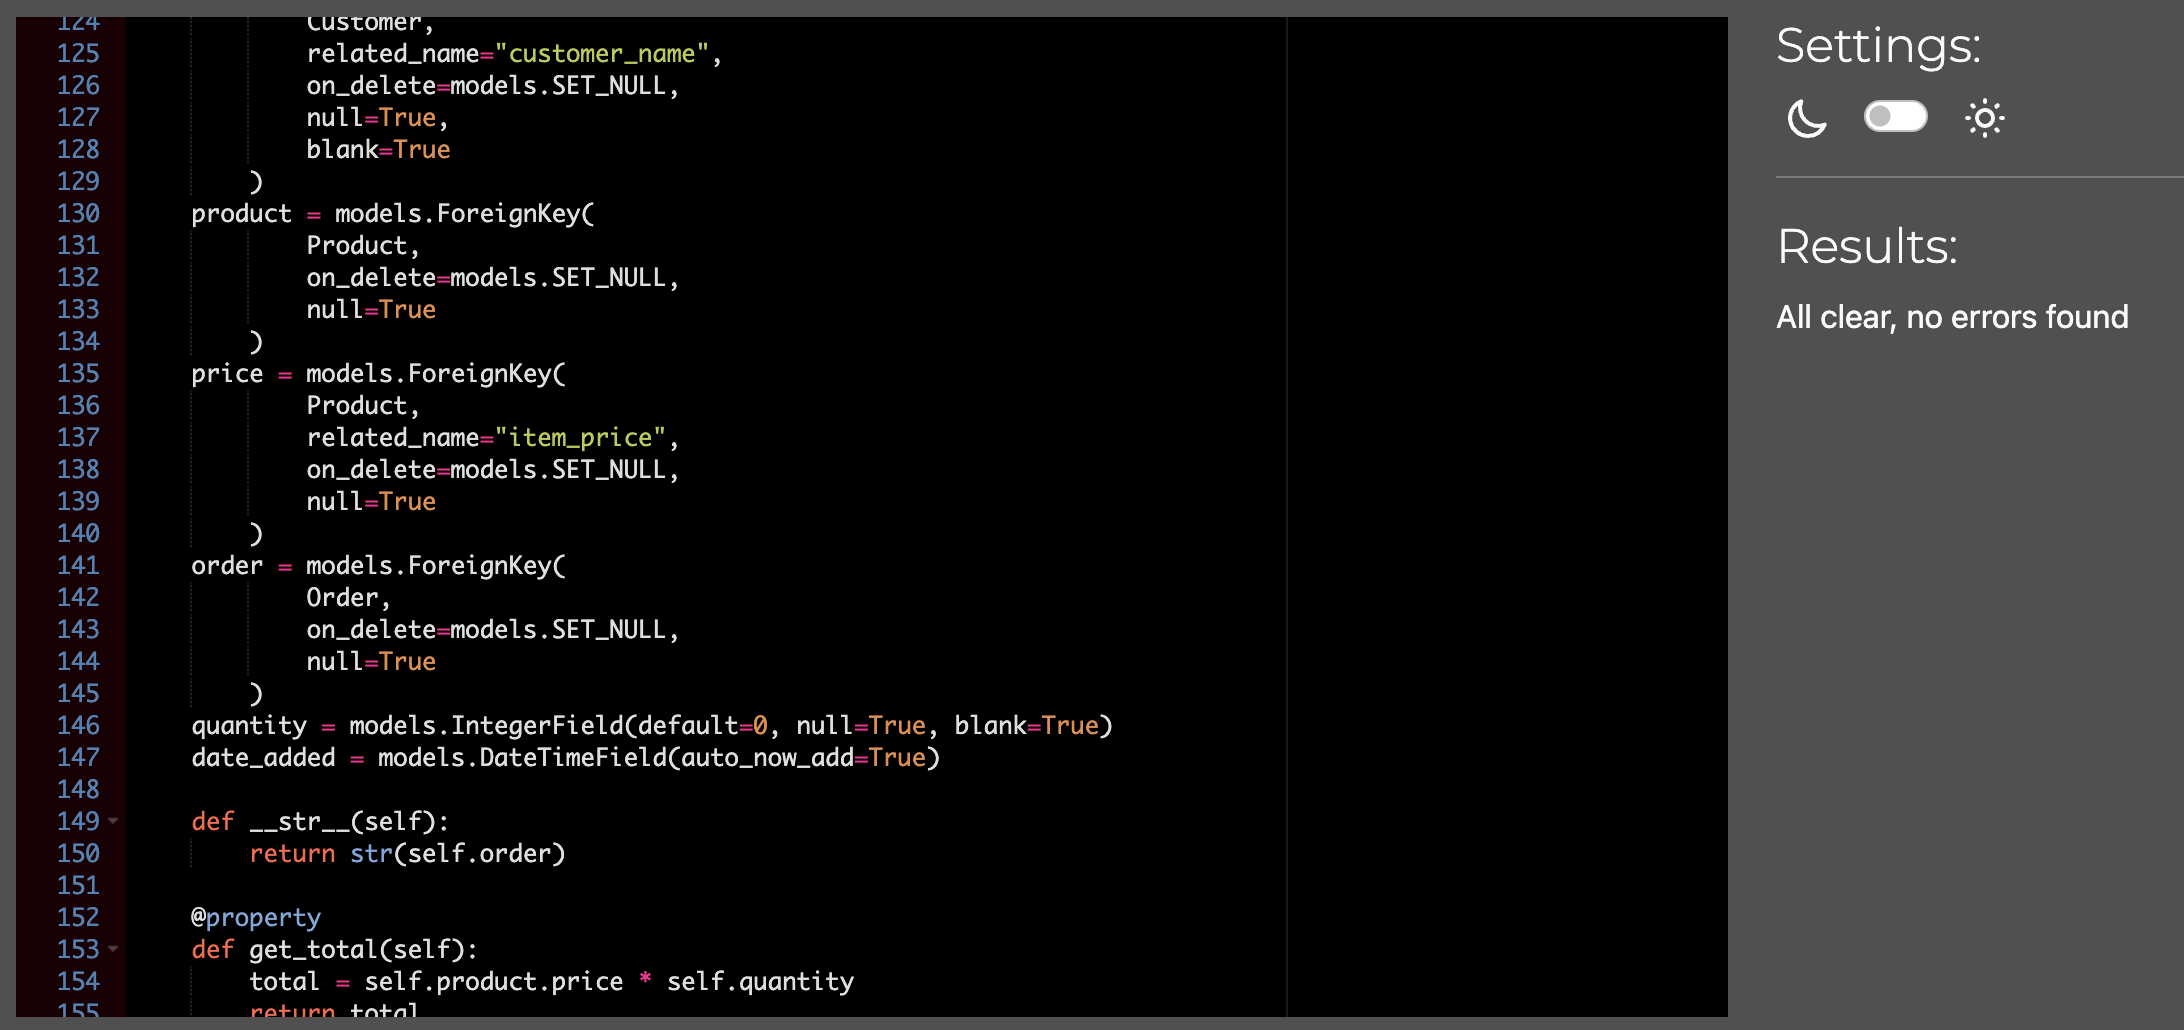 124 Customer,
125 related_name="customer_name",
126 on_delete=models.SET_NULL,
127 null=True,
128 blank=True
129 )
130 product = models.ForeignKey(
131 Product,
132 on_delete=models.SET_NULL,
133 null=True
134 )
135 price = models.ForeignKey(
136 Product,
137 related_name="item_price",
138 on_delete=models.SET_NULL,
139 null=True
140 )
141 order = models.ForeignKey(
142 Order,
143 on_delete=models.SET_NULL,
144 null=True
145 )
146 quantity = models.IntegerField(default=0, null=True, blank=True)
147 date_added = models.DateTimeField(auto_now_add=True)
148
149 def __str__(self):
150 return str(self.order)
151
152 @property
153 def get_total(self):
154 total = self.product.price * self.quantity
155 return total
Settings:
Results:
All clear, no errors found